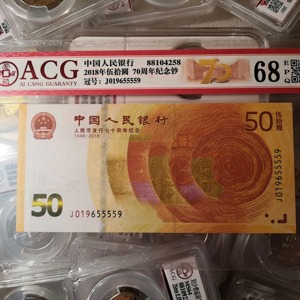 ACG
AI CANG GUARANTY
中国人民银行 88104258
2018年伍拾圆 70周年纪念钞
冠号：J019655559
70
68
EPQ
中国人民银行
人民币发行七十周年纪念
1948-2018
50
伍拾圆
50
J019655559